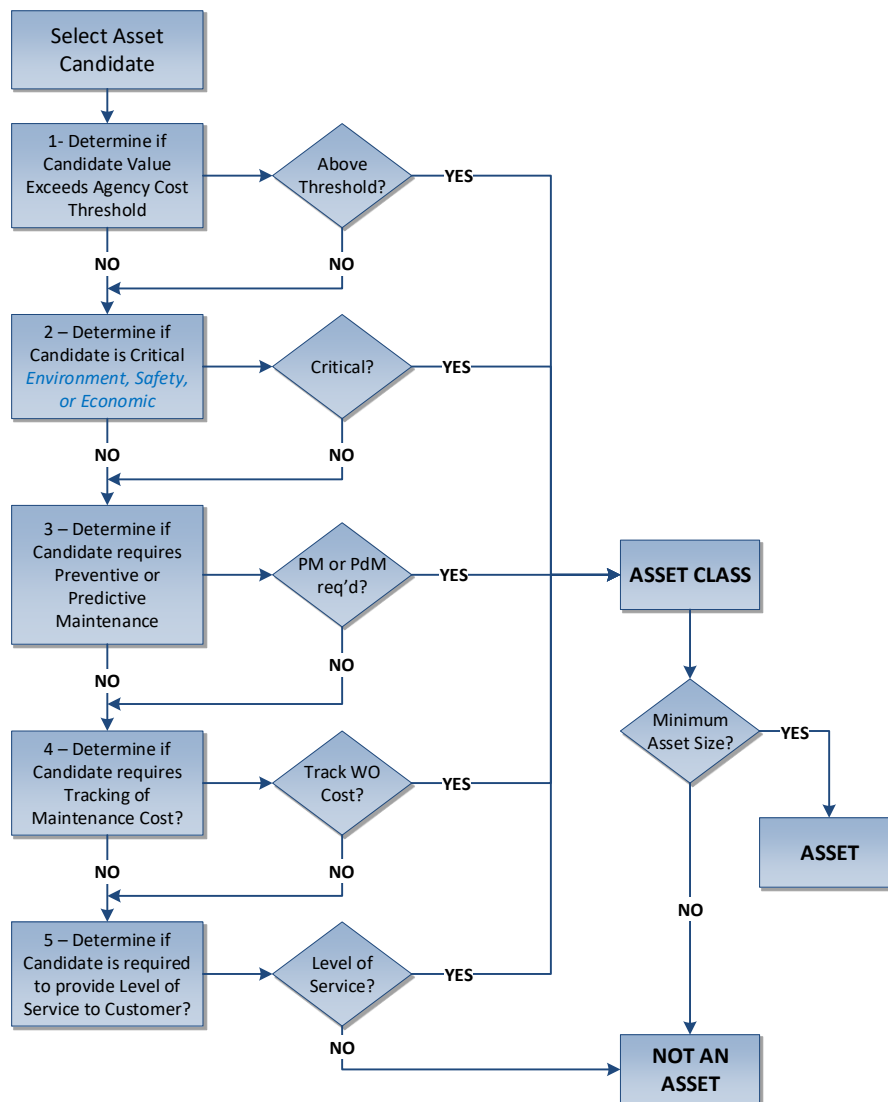 Select Asset
Candidate
1- Determine if
Candidate Value
Exceeds Agency Cost
Threshold
Above
Threshold?
YES
NO
NO
2 – Determine if
Candidate is Critical
Environment, Safety,
or Economic
Critical?
YES
NO
NO
3 – Determine if
Candidate requires
Preventive or
Predictive
Maintenance
PM or PdM
req'd?
YES
ASSET CLASS
NO
NO
Minimum
Asset Size?
YES
4 – Determine if
Candidate requires
Tracking of
Maintenance Cost?
Track WO
Cost?
YES
ASSET
NO
NO
NO
5 – Determine if
Candidate is required
to provide Level of
Service to Customer?
Level of
Service?
YES
NO
NOT AN
ASSET